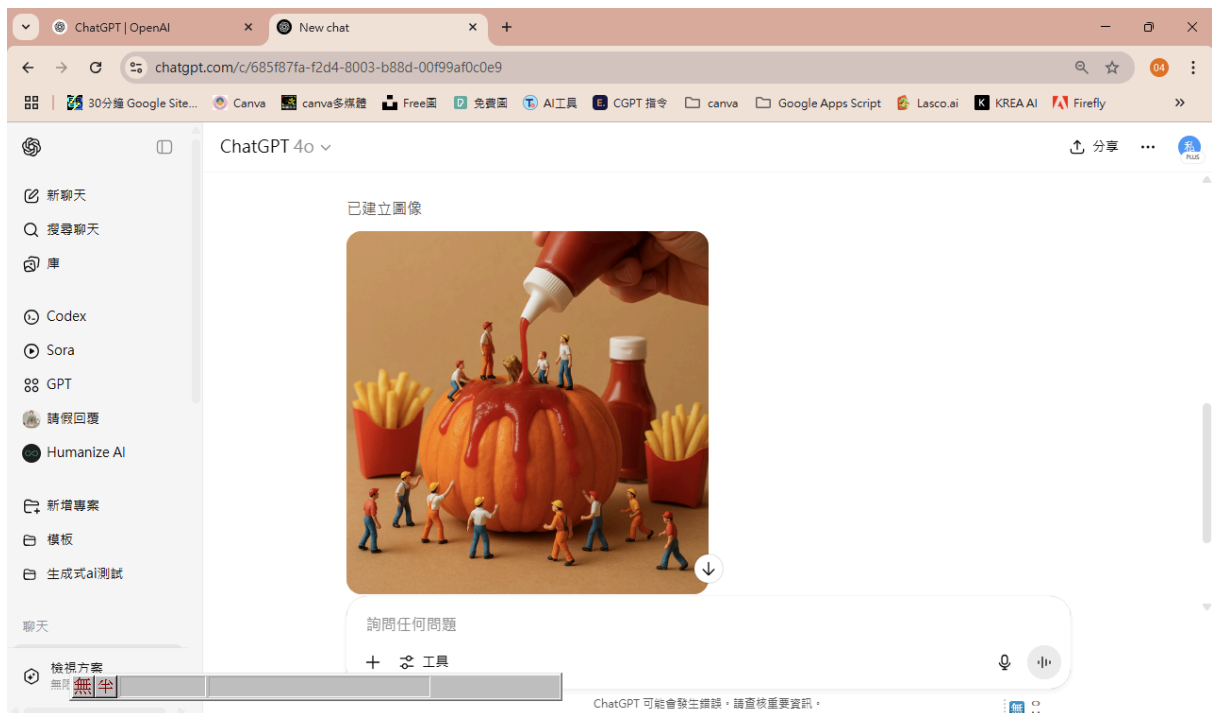 ChatGPT | OpenAI
New chat
chatgpt.com/c/685f87fa-f2d4-8003-b88d-00f99af0c0e9
04
30分鐘 Google Site...
Canva
canva多媒體
Free圖
免費圖
AI工具
CGPT 指令
canva
Google Apps Script
Lasco.ai
KREA AI
Firefly
ChatGPT 4o
分享
PLUS
新聊天
搜尋聊天
庫
Codex
Sora
GPT
請假回覆
Humanize AI
新增專案
模板
生成式ai測試
聊天
檢視方案
無半
已建立圖像
詢問任何問題
工具
ChatGPT 可能會發生錯誤。請查核重要資訊。
無